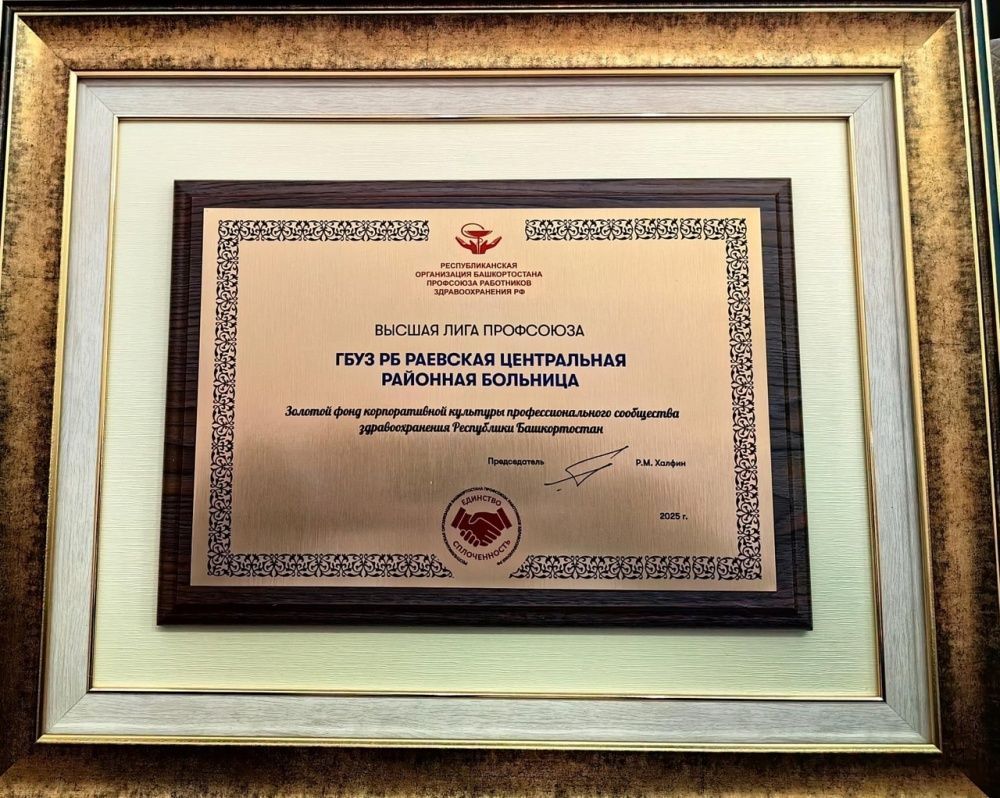 РЕСПУБЛИКАНСКАЯ
ОРГАНИЗАЦИЯ БАШКОРТОСТАНА
ПРОФСОЮЗА РАБОТНИКОВ
ЗДРАВООХРАНЕНИЯ РФ
ВЫСШАЯ ЛИГА ПРОФСОЮЗА
ГБУЗ РБ РАЕВСКАЯ ЦЕНТРАЛЬНАЯ
РАЙОННАЯ БОЛЬНИЦА
Золотой фонд корпоративной культуры профессионального сообщества
здравоохранения Республики Башкортостан
Председатель
Р.М. Халфин
2025 г.
ЕДИНСТВО
СПЛОЧЕННОСТЬ